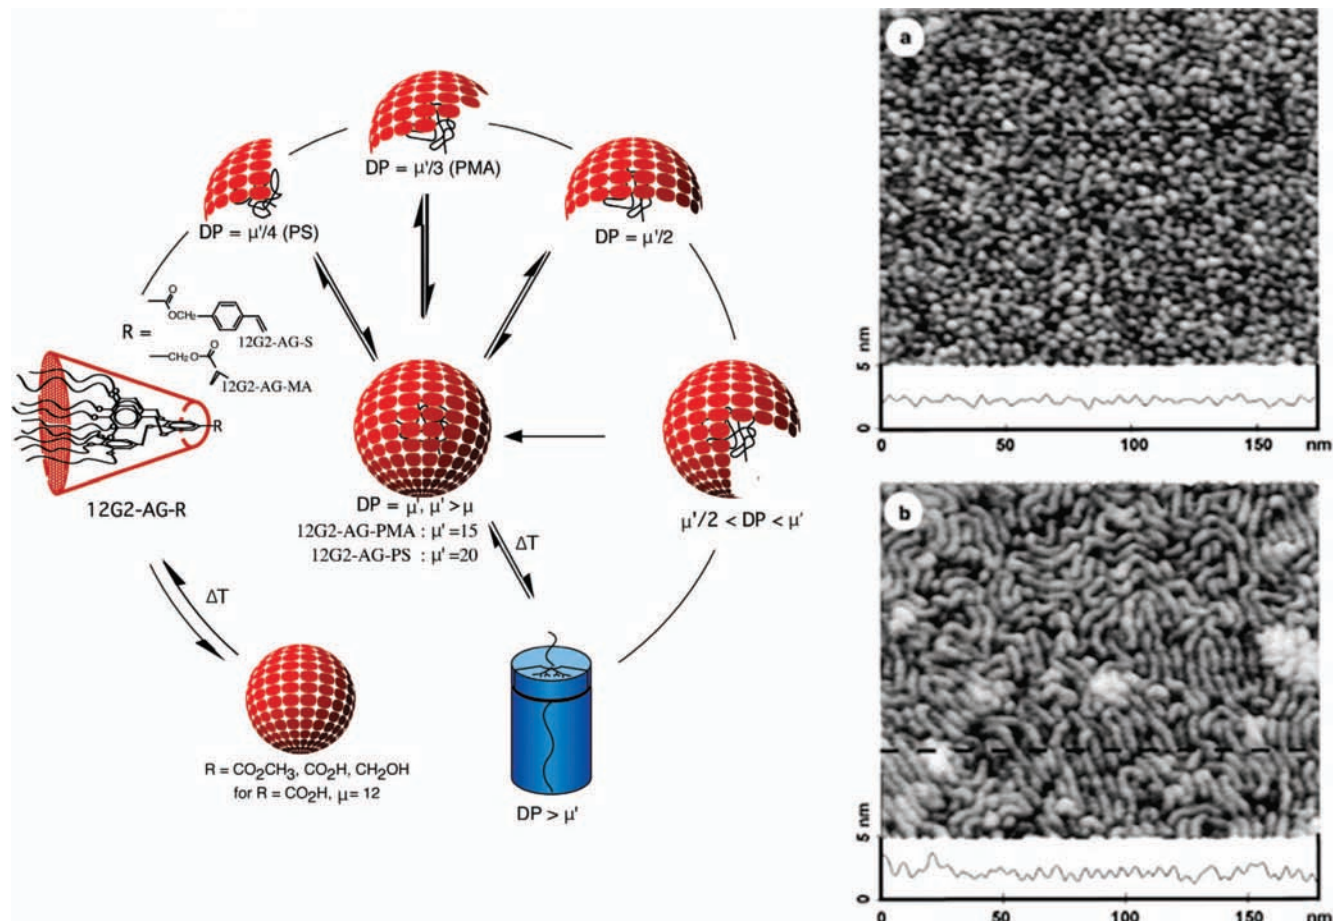 DP = μ'/3 (PMA)
DP = μ'/4 (PS)
DP = μ'/2
R =
O
OCH₂
12G2-AG-S
—CH₂O
O
12G2-AG-MA
R
12G2-AG-R
DP = μ', μ' > μ
12G2-AG-PMA : μ' =15
12G2-AG-PS : μ' =20
μ'/2 < DP < μ'
ΔT
ΔT
R = CO₂CH₃, CO₂H, CH₂OH
for R = CO₂H, μ = 12
DP > μ'
a
5
nm
0
0 50 100 150 nm
b
5
nm
0
0 50 100 150 nm